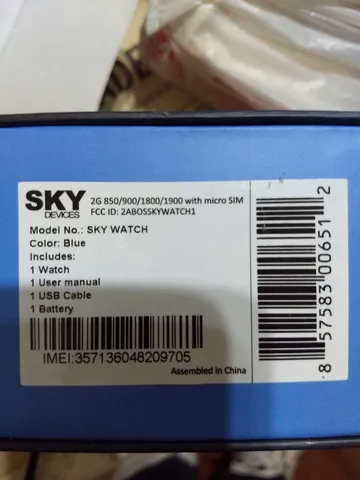 SKY
DEVICES
2G 850/900/1800/1900 with micro SIM
FCC ID: 2ABOSSKYWATCH1
Model No.: SKY WATCH
Color: Blue
Includes:
1 Watch
1 User manual
1 USB Cable
1 Battery
IMEI:357136048209705
Assembled in China
8 57583 00651 2